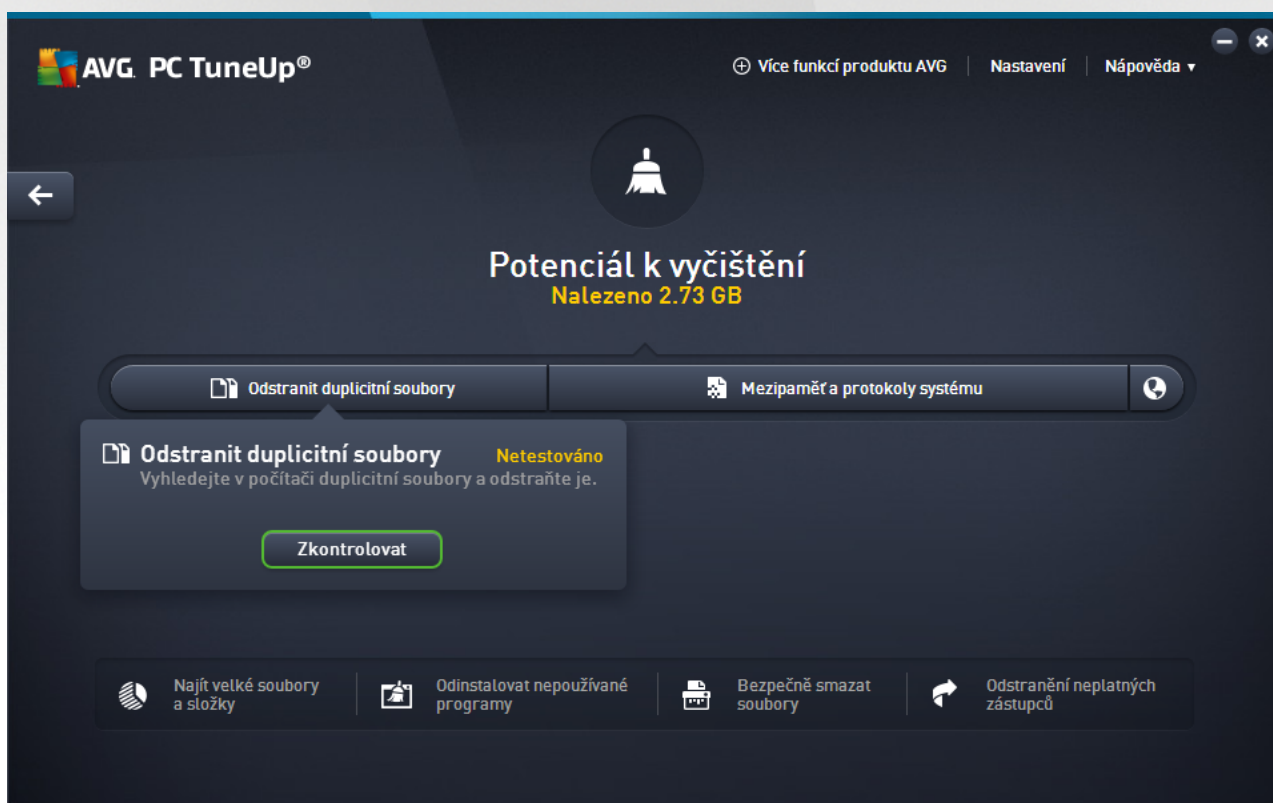 AVG. PC TuneUp®
Více funkcí produktu AVG
Nastavení
Nápověda
Potenciál k vyčištění
Nalezeno 2.73 GB
Odstranit duplicitní soubory
Mezipaměť a protokoly systému
Odstranit duplicitní soubory
Netestováno
Vyhledejte v počítači duplicitní soubory a odstraňte je.
Zkontrolovat
Najít velké soubory
a složky
Odinstalovat nepoužívané
programy
Bezpečně smazat
soubory
Odstranění neplatných
zástupců